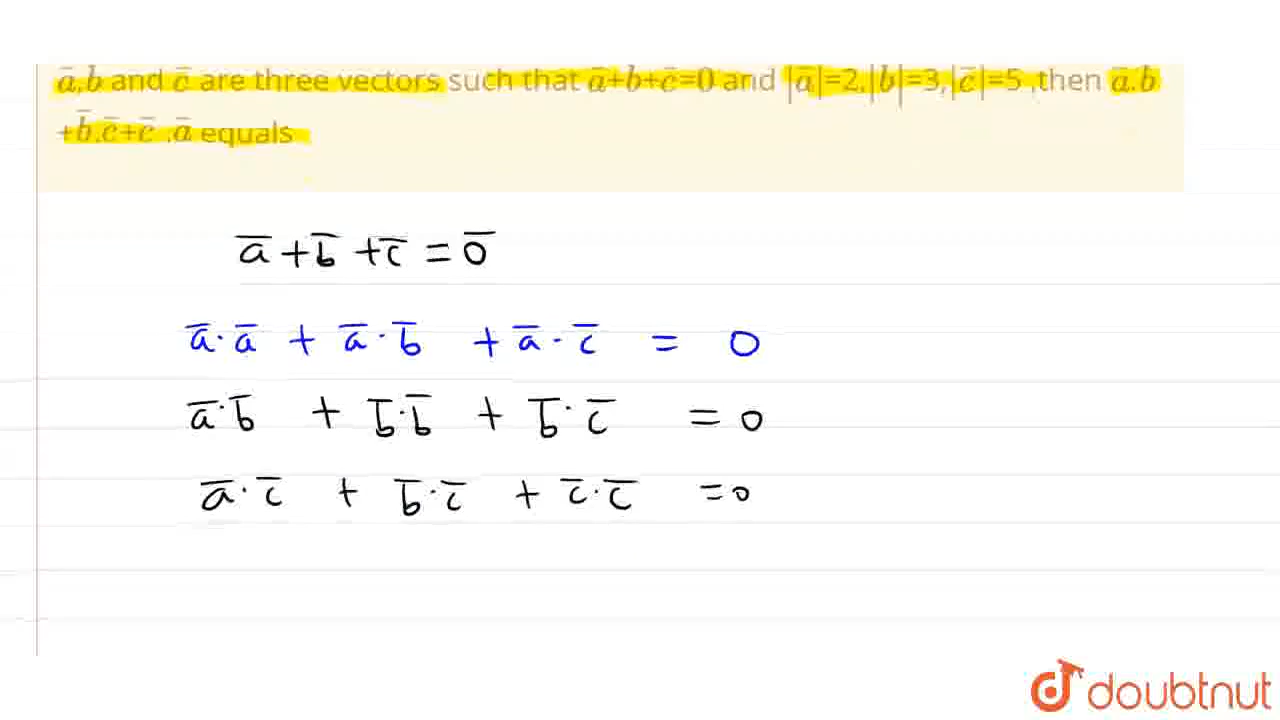 a̅,b and c̅ are three vectors such that a̅+b+c̅=0 and |a̅|=2,|b|=3,|c̅|=5 ,then a̅.b
+b̅.c̅+c̅ .a̅ equals
a̅ + b̅ + c̅ = 0̅
a̅·a̅ + a̅·b̅ + a̅·c̅ = 0
a̅·b̅ + b̅·b̅ + b̅·c̅ = 0
a̅·c̅ + b̅·c̅ + c̅·c̅ = 0
doubtnut